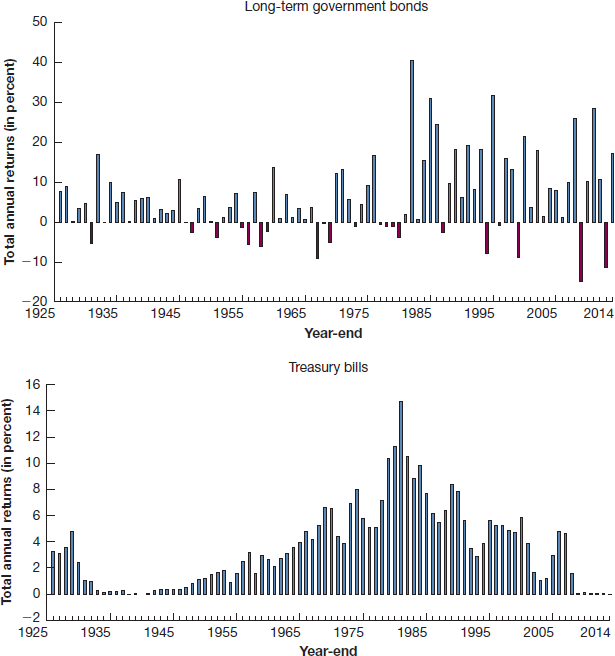 Long-term government bonds
Total annual returns (in percent)
50
40
30
20
10
0
−10
−20
1925 1935 1945 1955 1965 1975 1985 1995 2005 2014
Year-end
Treasury bills
Total annual returns (in percent)
16
14
12
10
8
6
4
2
0
−2
1925 1935 1945 1955 1965 1975 1985 1995 2005 2014
Year-end